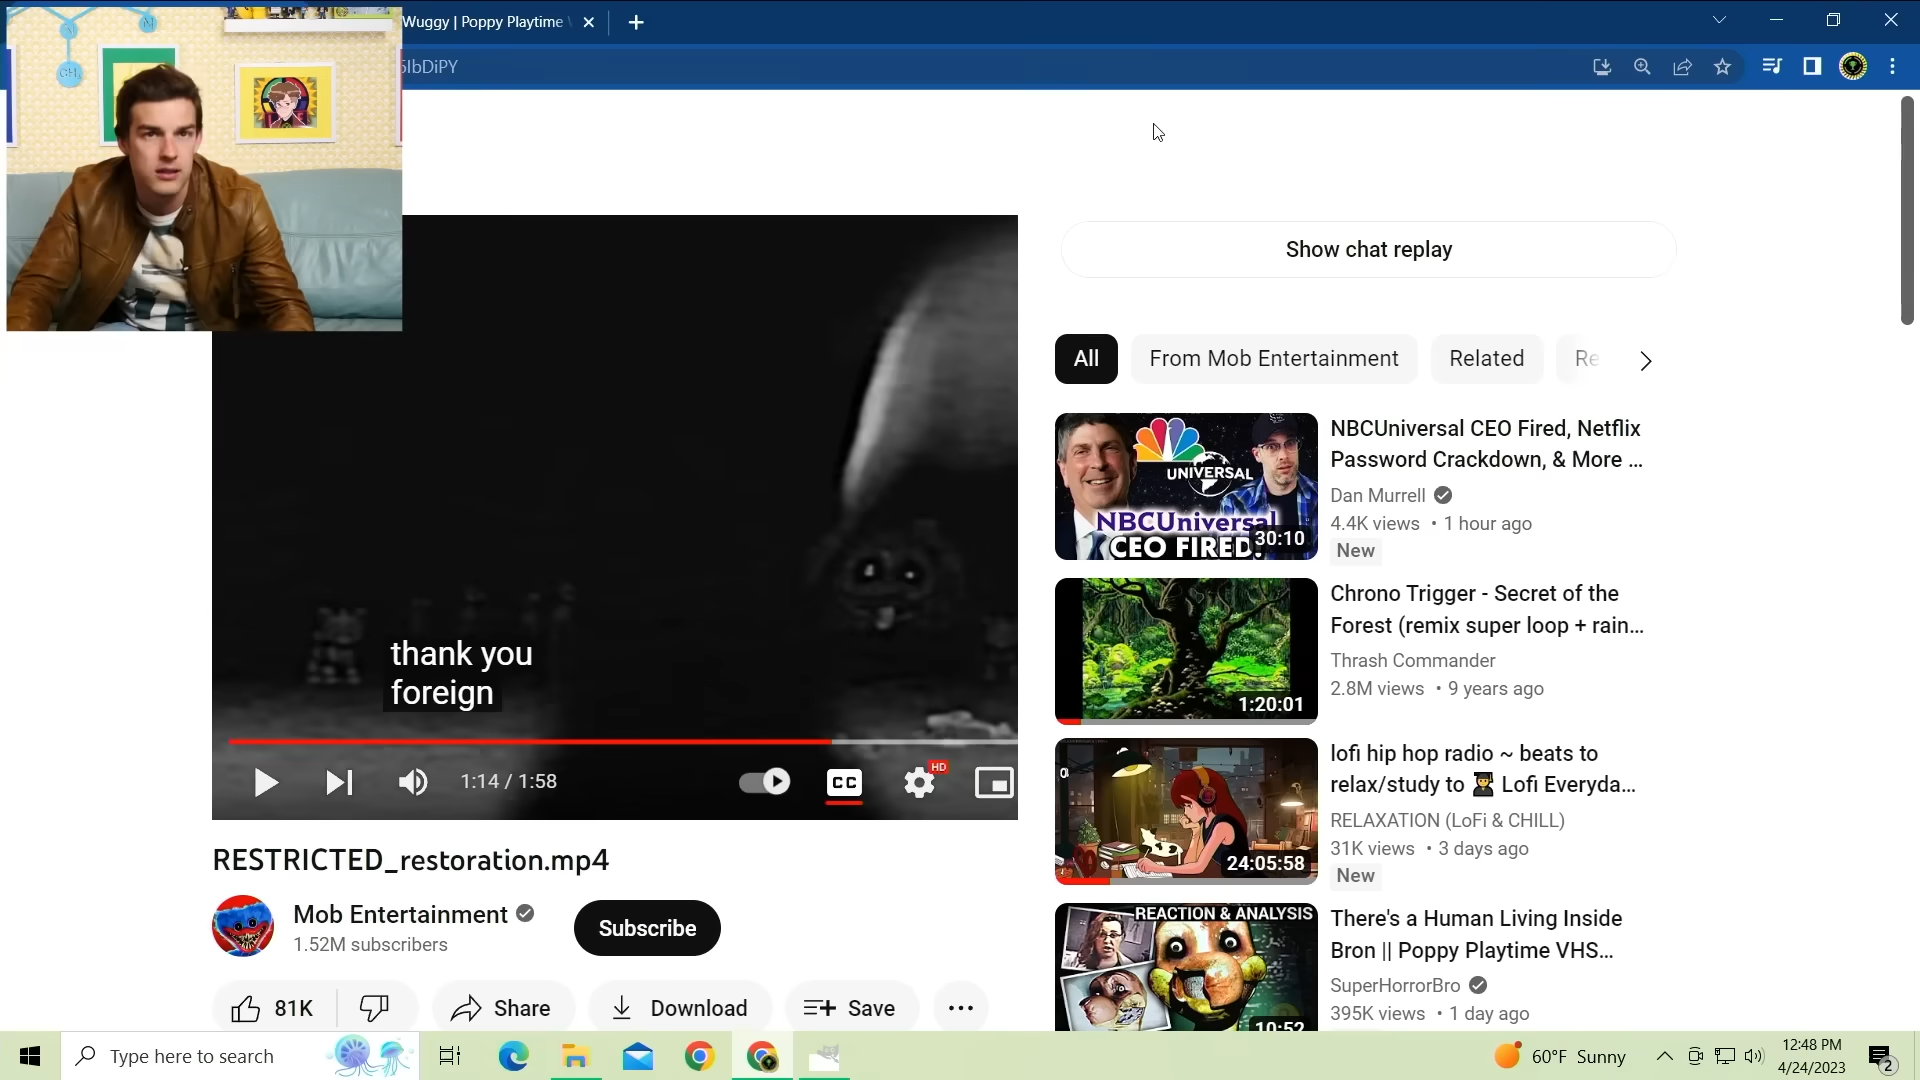 Wuggy | Poppy Playtime
5IbDiPY
CH₃
M
Show chat replay
All
From Mob Entertainment
Related
Re
thank you
foreign
1:14 / 1:58
CC
HD
RESTRICTED_restoration.mp4
Mob Entertainment
1.52M subscribers
Subscribe
81K
Share
Download
Save
UNIVERSAL
NBCUniversal
CEO FIRED!
30:10
NBCUniversal CEO Fired, Netflix
Password Crackdown, & More ...
Dan Murrell
4.4K views • 1 hour ago
New
1:20:01
Chrono Trigger - Secret of the
Forest (remix super loop + rain...
Thrash Commander
2.8M views • 9 years ago
24:05:58
lofi hip hop radio ~ beats to
relax/study to 👨‍🎓 Lofi Everyda...
RELAXATION (LoFi & CHILL)
31K views • 3 days ago
New
REACTION & ANALYSIS
10:52
There's a Human Living Inside
Bron || Poppy Playtime VHS...
SuperHorrorBro
395K views • 1 day ago
Type here to search
60°F Sunny
12:48 PM
4/24/2023
2